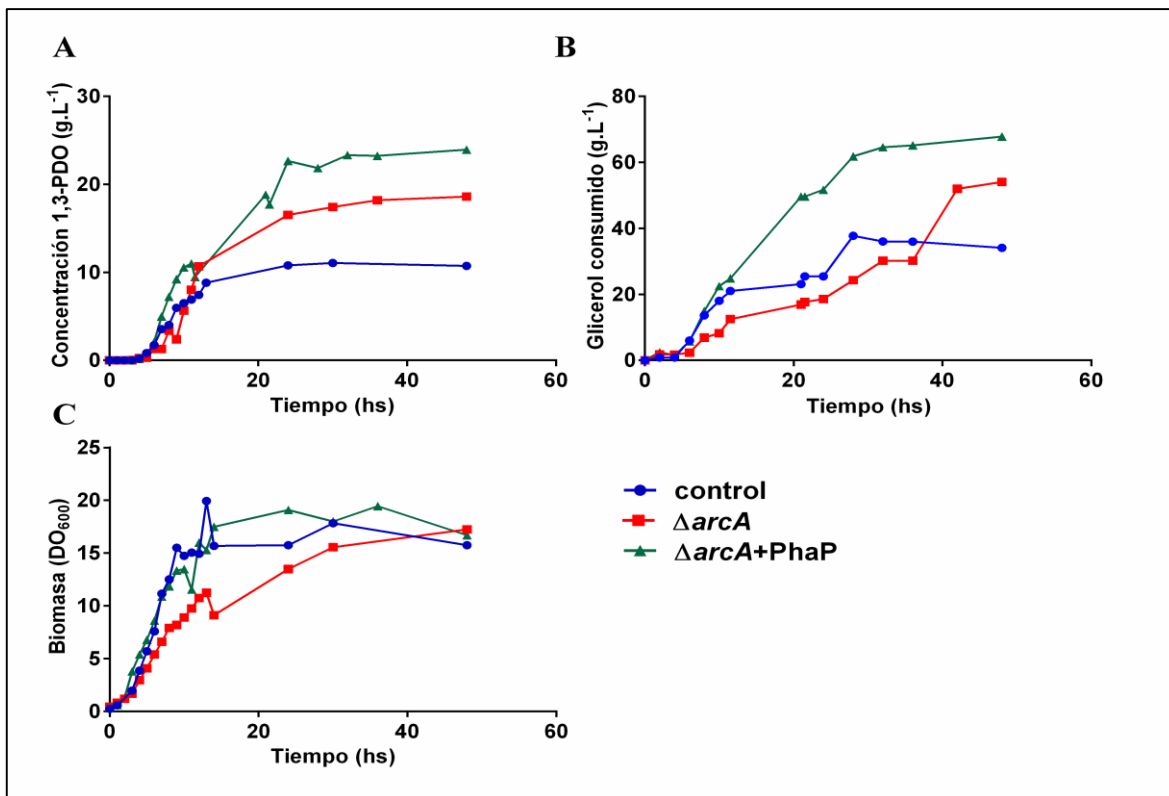 A
Concentración 1,3-PDO (g.L-1)
30
20
10
0
0
20
40
60
Tiempo (hs)
B
Glicerol consumido (g.L-1)
80
60
40
20
0
0
20
40
60
Tiempo (hs)
C
Biomasa (DO600)
25
20
15
10
5
0
0
20
40
60
Tiempo (hs)
control
ΔarcA
ΔarcA+PhaP